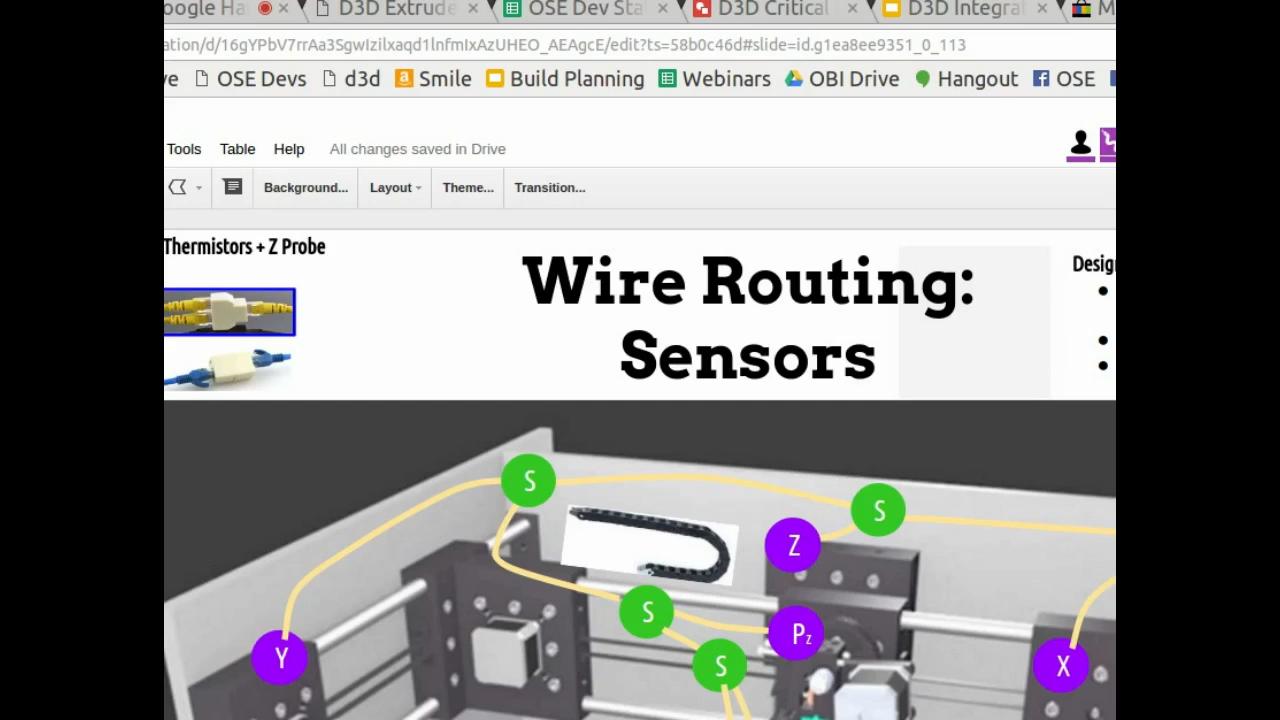 oogle Ha D3D Extrude OSE Dev Sta D3D Critical D3D Integrat M
ation/d/16gYPbV7rrAa3SgwIzilxaqd1lnfmIxAzUHEO_AEAgcE/edit?ts=58b0c46d#slide=id.g1ea8ee9351_0_113
ve OSE Devs d3d Smile Build Planning Webinars OBI Drive Hangout OSE
Tools Table Help All changes saved in Drive
Background... Layout Theme... Transition...
Thermistors + Z Probe
Wire Routing:
Sensors
Desig
S
S
Z
S
Pz
Y
S
X